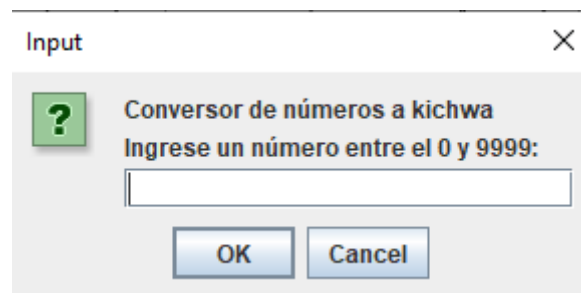 Input
Conversor de números a kichwa
Ingrese un número entre el 0 y 9999:
OK Cancel